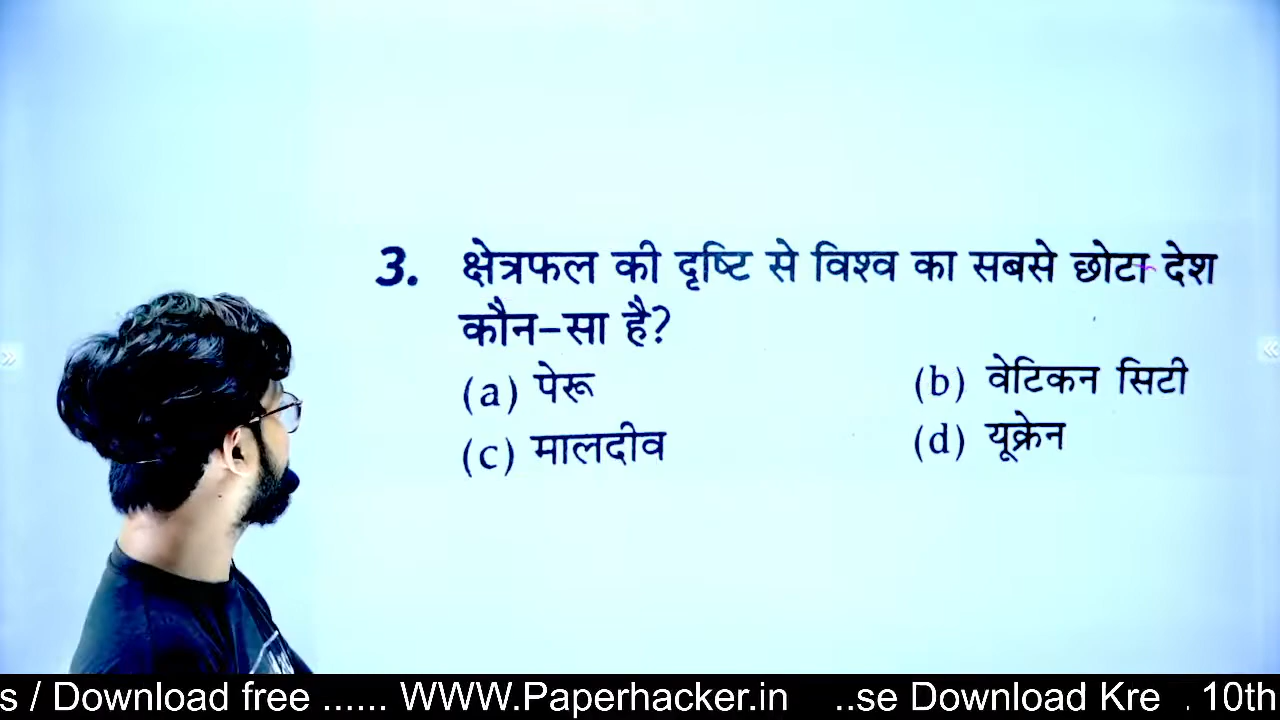 3. क्षेत्रफल की दृष्टि से विश्व का सबसे छोटा देश
कौन-सा है?
(a) पेरू (b) वेटिकन सिटी
(c) मालदीव (d) यूक्रेन
s / Download free ...... WWW.Paperhacker.in ..se Download Kre . 10th